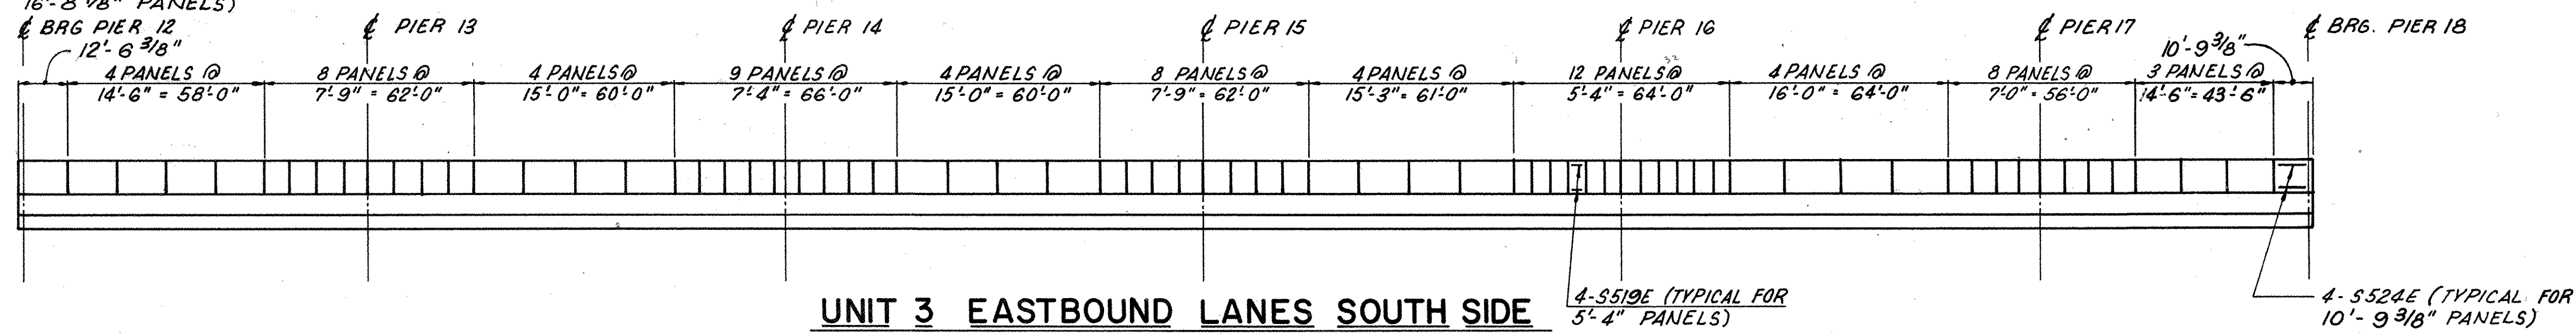 16'-8 7/8" PANELS)
℄ BRG PIER 12
℄ PIER 13
℄ PIER 14
℄ PIER 15
℄ PIER 16
℄ PIER 17
℄ BRG. PIER 18
12'-6 3/8"
10'-9 3/8"
4 PANELS @
14'-6" = 58'-0"
8 PANELS @
7'-9" = 62'-0"
4 PANELS @
15'-0" = 60'-0"
9 PANELS @
7'-4" = 66'-0"
4 PANELS @
15'-0" = 60'-0"
8 PANELS @
7'-9" = 62'-0"
4 PANELS @
15'-3" = 61'-0"
12 PANELS @
5'-4" = 64'-0"
4 PANELS @
16'-0" = 64'-0"
8 PANELS @
7'-0" = 56'-0"
3 PANELS @
14'-6" = 43'-6"
4-S519E (TYPICAL FOR
5'-4" PANELS)
4-S524E (TYPICAL FOR
10'-9 3/8" PANELS)
UNIT 3 EASTBOUND LANES SOUTH SIDE